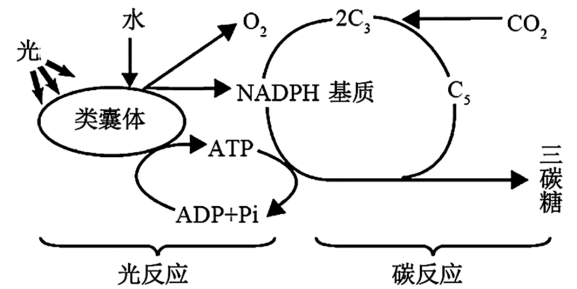 水
O₂
2C₃
CO₂
光
类囊体
NADPH 基质
C₅
ATP
三碳糖
ADP+Pi
光反应
碳反应